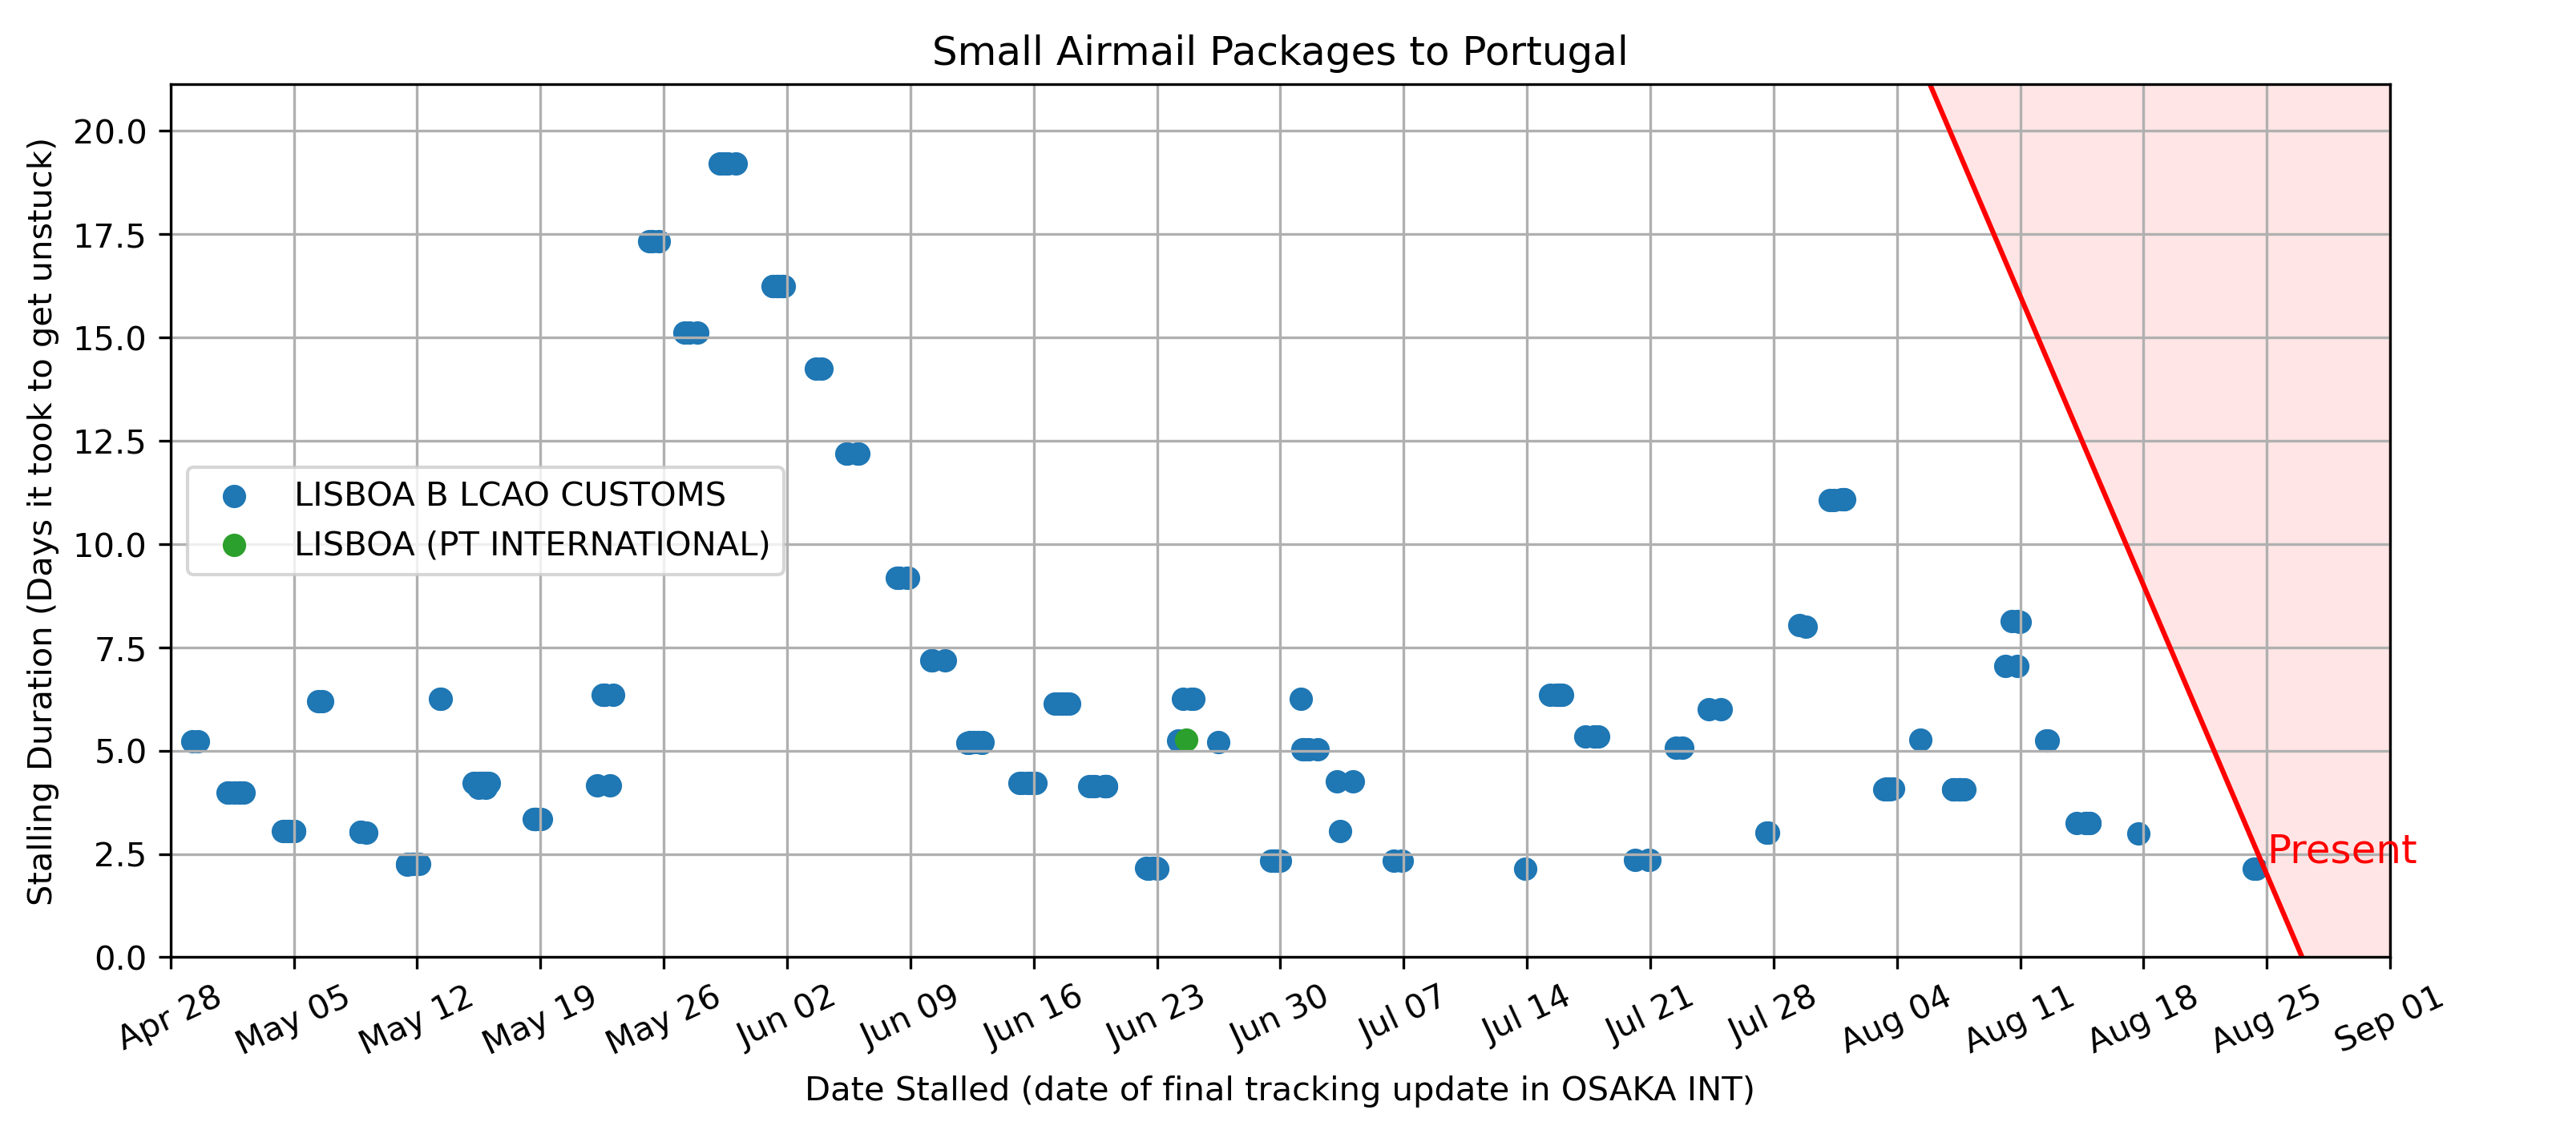 Small Airmail Packages to Portugal
Stalling Duration (Days it took to get unstuck)
20.0
17.5
15.0
12.5
10.0
7.5
5.0
2.5
0.0
LISBOA B LCAO CUSTOMS
LISBOA (PT INTERNATIONAL)
Present
Apr 28
May 05
May 12
May 19
May 26
Jun 02
Jun 09
Jun 16
Jun 23
Jun 30
Jul 07
Jul 14
Jul 21
Jul 28
Aug 04
Aug 11
Aug 18
Aug 25
Sep 01
Date Stalled (date of final tracking update in OSAKA INT)